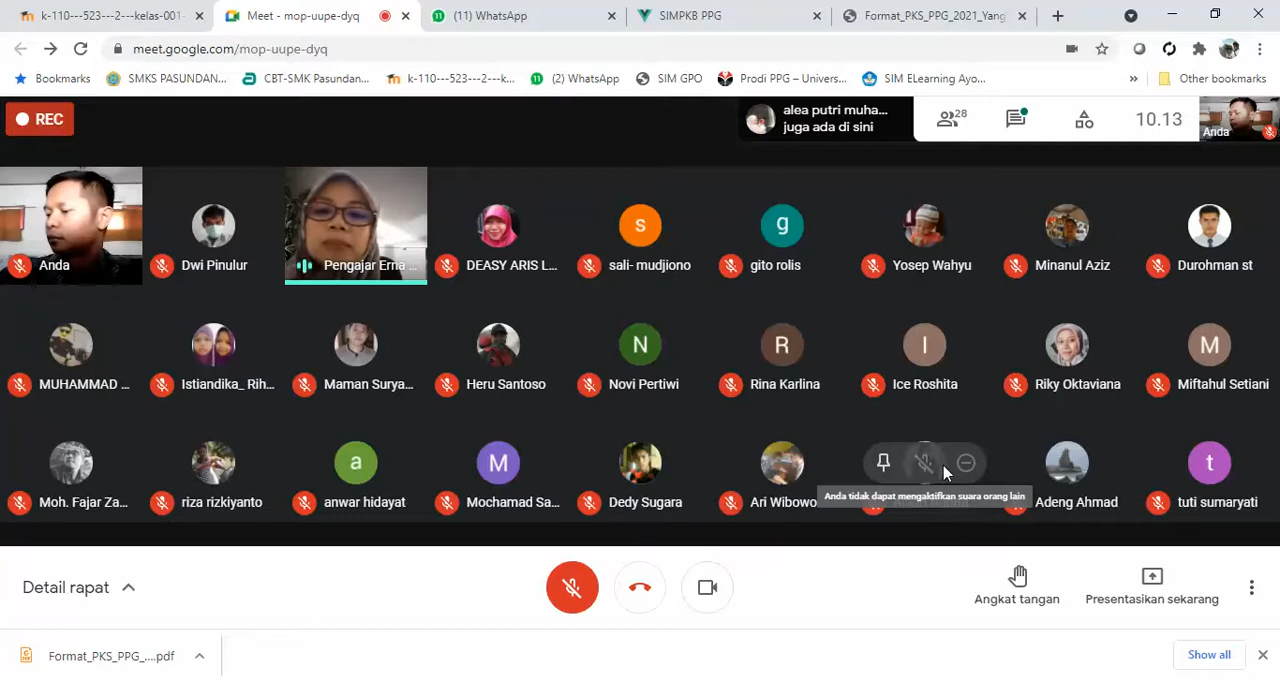 k-110---523---2---kelas-001-
Meet - mop-uupe-dyq
(11) WhatsApp
SIMPKB PPG
Format_PKS_PPG_2021_Yang
meet.google.com/mop-uupe-dyq
Bookmarks
SMKS PASUNDAN...
CBT-SMK Pasundan...
k-110---523---2---k...
(2) WhatsApp
SIM GPO
Prodi PPG – Univers...
SIM ELearning Ayo...
Other bookmarks
REC
alea putri muha...
juga ada di sini
28
10.13
Anda
Anda
Dwi Pinulur
Pengajar Erna ...
DEASY ARIS L...
s
sali- mudjiono
g
gito rolis
Yosep Wahyu
Minanul Aziz
Durohman st
MUHAMMAD ...
Istiandika_ Rih...
Maman Surya...
Heru Santoso
N
Novi Pertiwi
R
Rina Karlina
I
Ice Roshita
Riky Oktaviana
M
Miftahul Setiani
Moh. Fajar Za...
riza rizkiyanto
a
anwar hidayat
M
Mochamad Sa...
Dedy Sugara
Ari Wibowo
Anda tidak dapat mengaktifkan suara orang lain
Adeng Ahmad
t
tuti sumaryati
Detail rapat
Angkat tangan
Presentasikan sekarang
Format_PKS_PPG_....pdf
Show all